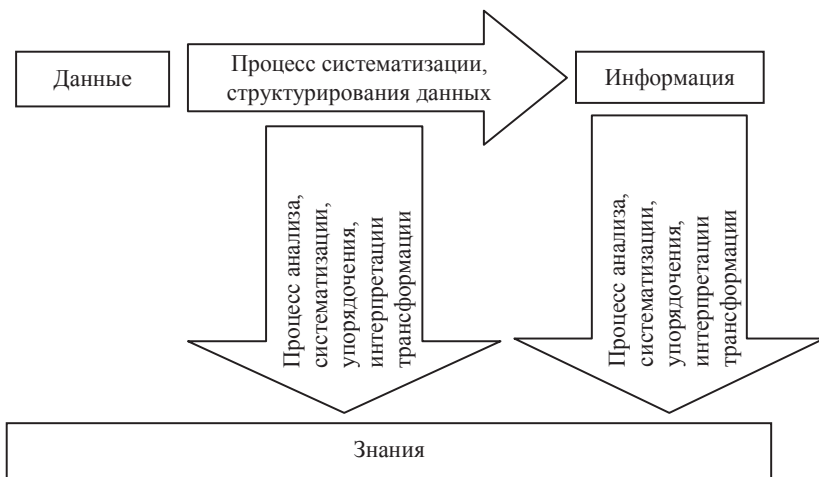 Данные
Процесс систематизации,
структурирования данных
Информация
Процесс анализа,
систематизации,
упорядочения,
интерпретации
трансформации
Процесс анализа,
систематизации,
упорядочения,
интерпретации
трансформации
Знания